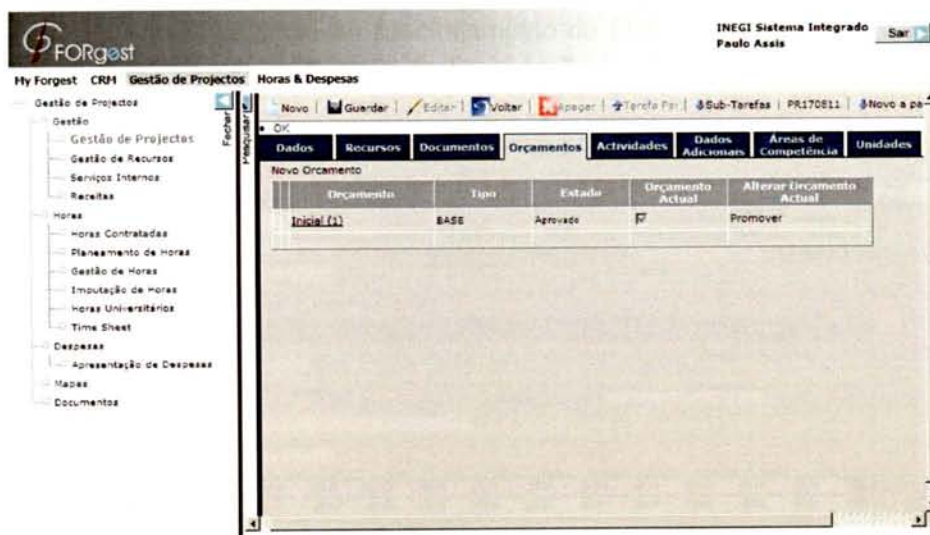 FORgest
INEGI Sistema Integrado
Paulo Assis
Sair
My Forgest CRM Gestão de Projectos Horas & Despesas
Gestão de Projectos
Gestão
Gestão de Projectos
Gestão de Recursos
Serviços Internos
Receitas
Horas
Horas Contratadas
Planeamento de Horas
Gestão de Horas
Imputação de Horas
Horas Universitários
Time Sheet
Despesas
Apresentação de Despesas
Mapas
Documentos
Fechar
Pesquisar
Novo | Guardar | Editar | Voltar | Apagar | Tarefa Pai | Sub-Tarefas | PR170811 | Novo a pa
OK
Dados Recursos Documentos Orçamentos Actividades Dados Adicionais Áreas de Competência Unidades
Novo Orcamento
Orçamento Tipo Estado Orçamento Actual Alterar Orcamento Actual
Inicial (1) BASE Aprovado Promover